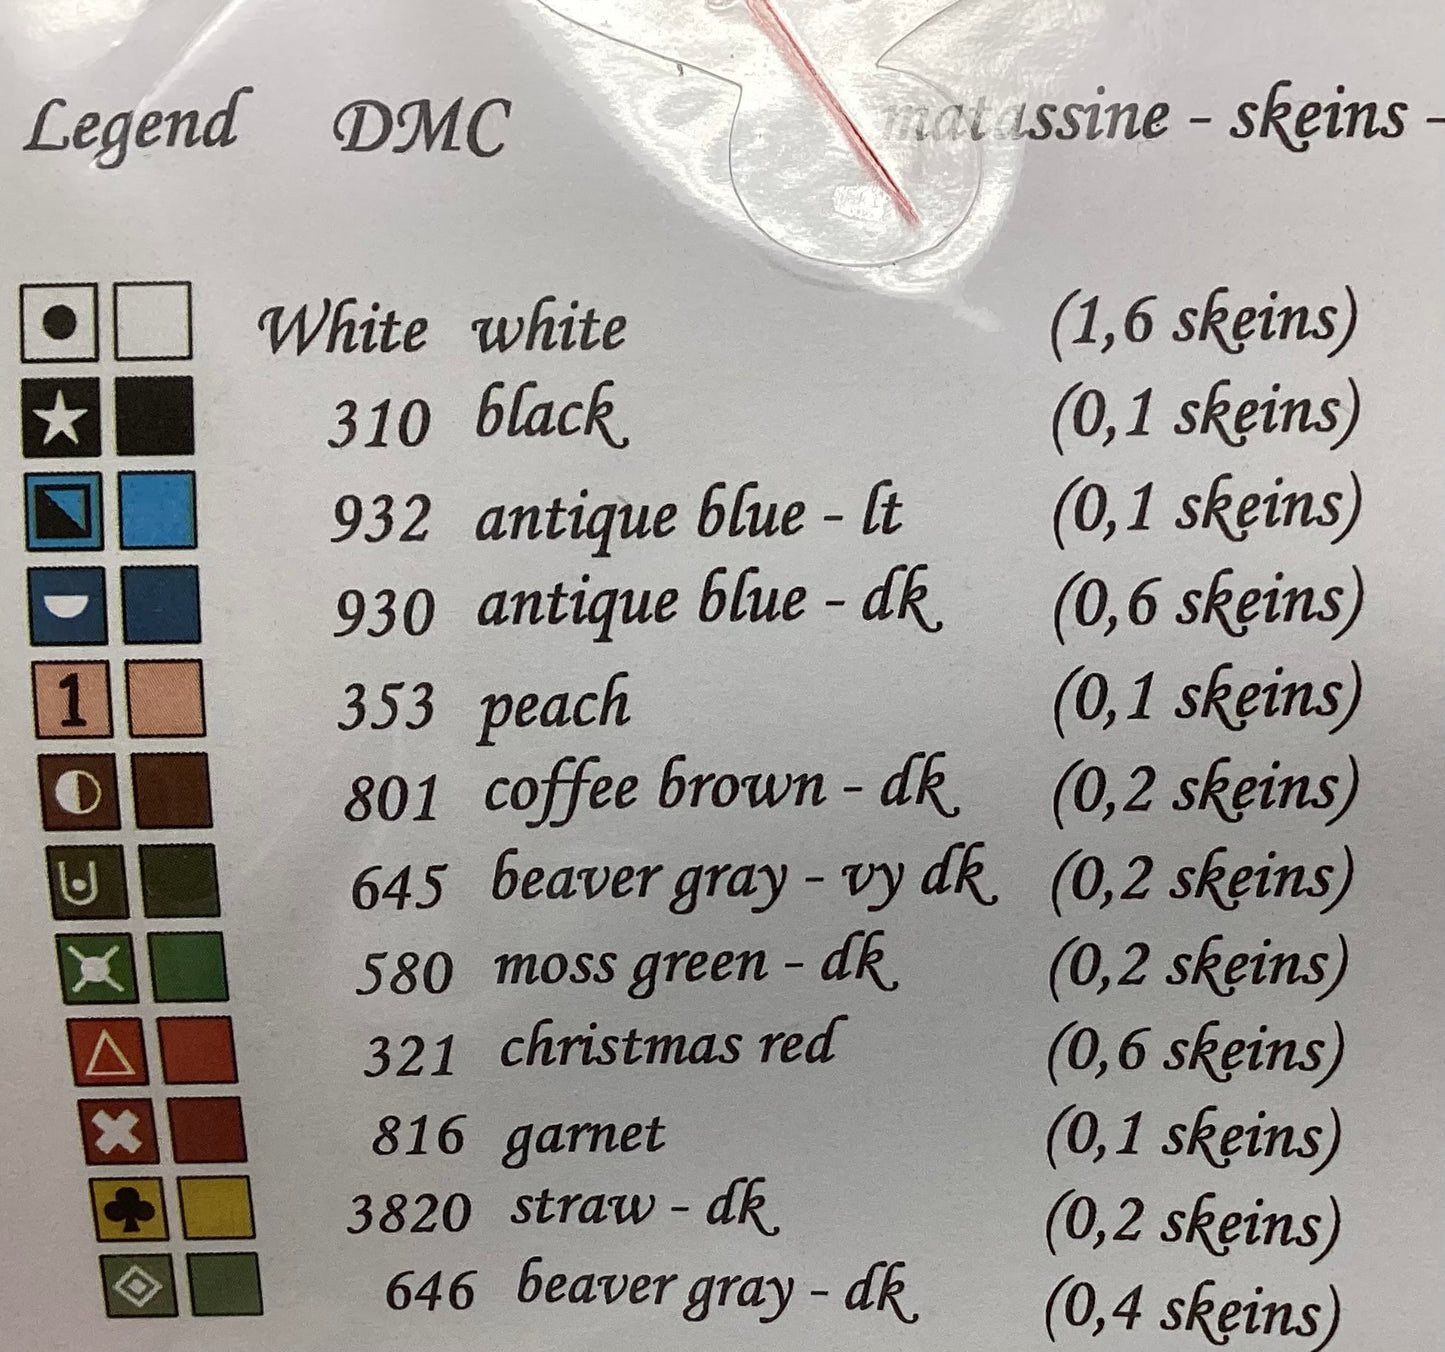 Legend DMC matassine - skeins -
White white (1,6 skeins)
310 black (0,1 skeins)
932 antique blue - lt (0,1 skeins)
930 antique blue - dk (0,6 skeins)
1 353 peach (0,1 skeins)
801 coffee brown - dk (0,2 skeins)
645 beaver gray - vy dk (0,2 skeins)
580 moss green - dk (0,2 skeins)
321 christmas red (0,6 skeins)
816 garnet (0,1 skeins)
3820 straw - dk (0,2 skeins)
646 beaver gray - dk (0,4 skeins)